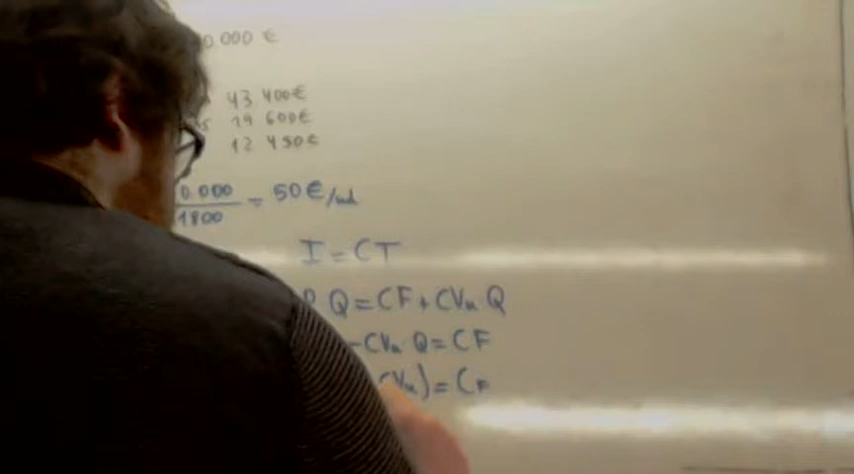 0 000 €
43 400€
19 600€
12 450€
0.000 / 1800 = 50€/ud
I = CT
P Q = CF + CVu Q
- CVu Q = CF
CVu) = CF